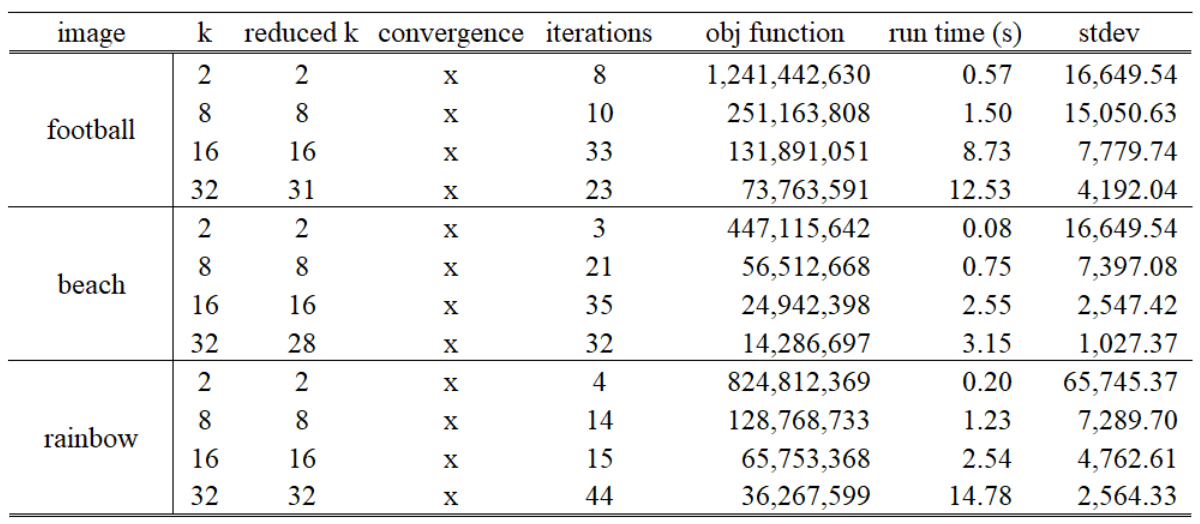 image k reduced k convergence iterations obj function run time (s) stdev
football
2 2 x 8 1,241,442,630 0.57 16,649.54
8 8 x 10 251,163,808 1.50 15,050.63
16 16 x 33 131,891,051 8.73 7,779.74
32 31 x 23 73,763,591 12.53 4,192.04
beach
2 2 x 3 447,115,642 0.08 16,649.54
8 8 x 21 56,512,668 0.75 7,397.08
16 16 x 35 24,942,398 2.55 2,547.42
32 28 x 32 14,286,697 3.15 1,027.37
rainbow
2 2 x 4 824,812,369 0.20 65,745.37
8 8 x 14 128,768,733 1.23 7,289.70
16 16 x 15 65,753,368 2.54 4,762.61
32 32 x 44 36,267,599 14.78 2,564.33